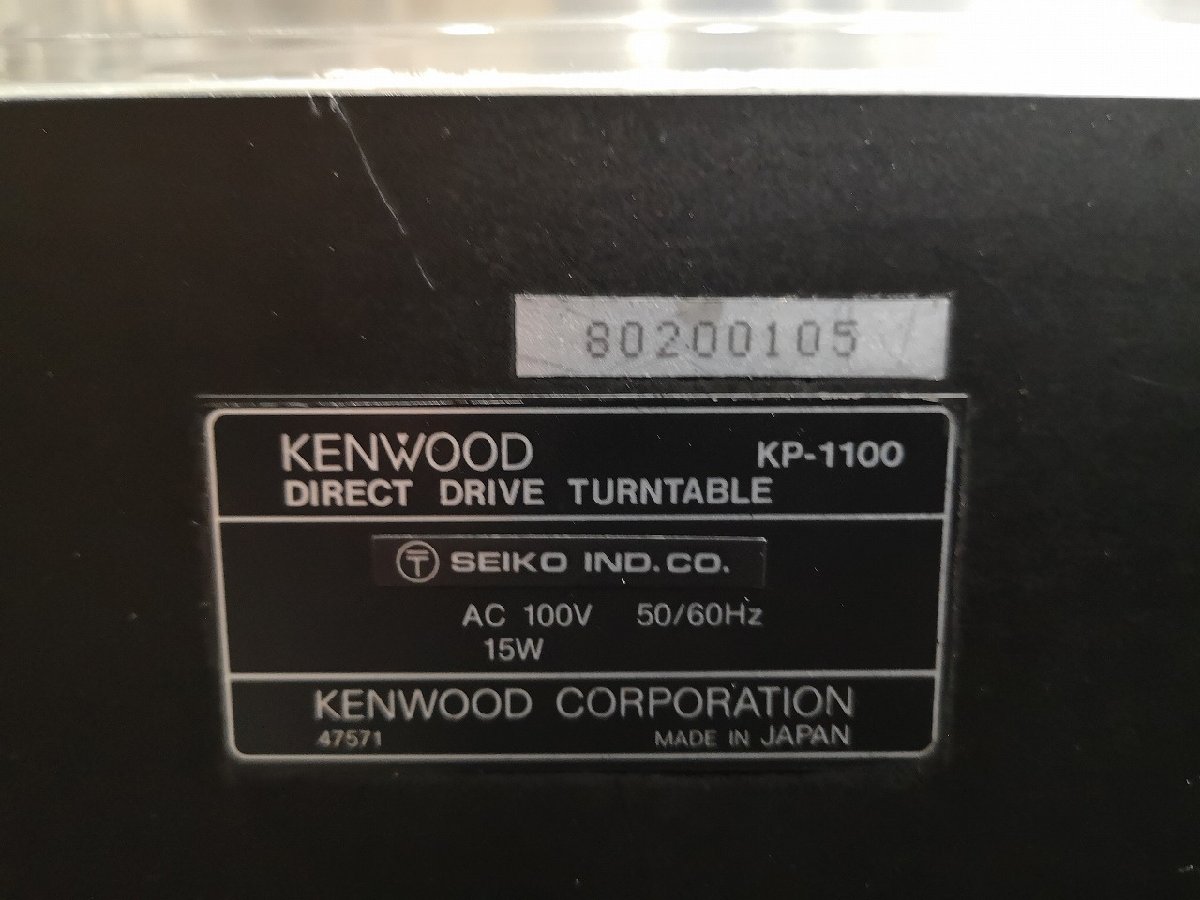 80200105
KENWOOD KP-1100
DIRECT DRIVE TURNTABLE
〒 SEIKO IND.CO.
AC 100V 50/60Hz
15W
KENWOOD CORPORATION
47571 MADE IN JAPAN